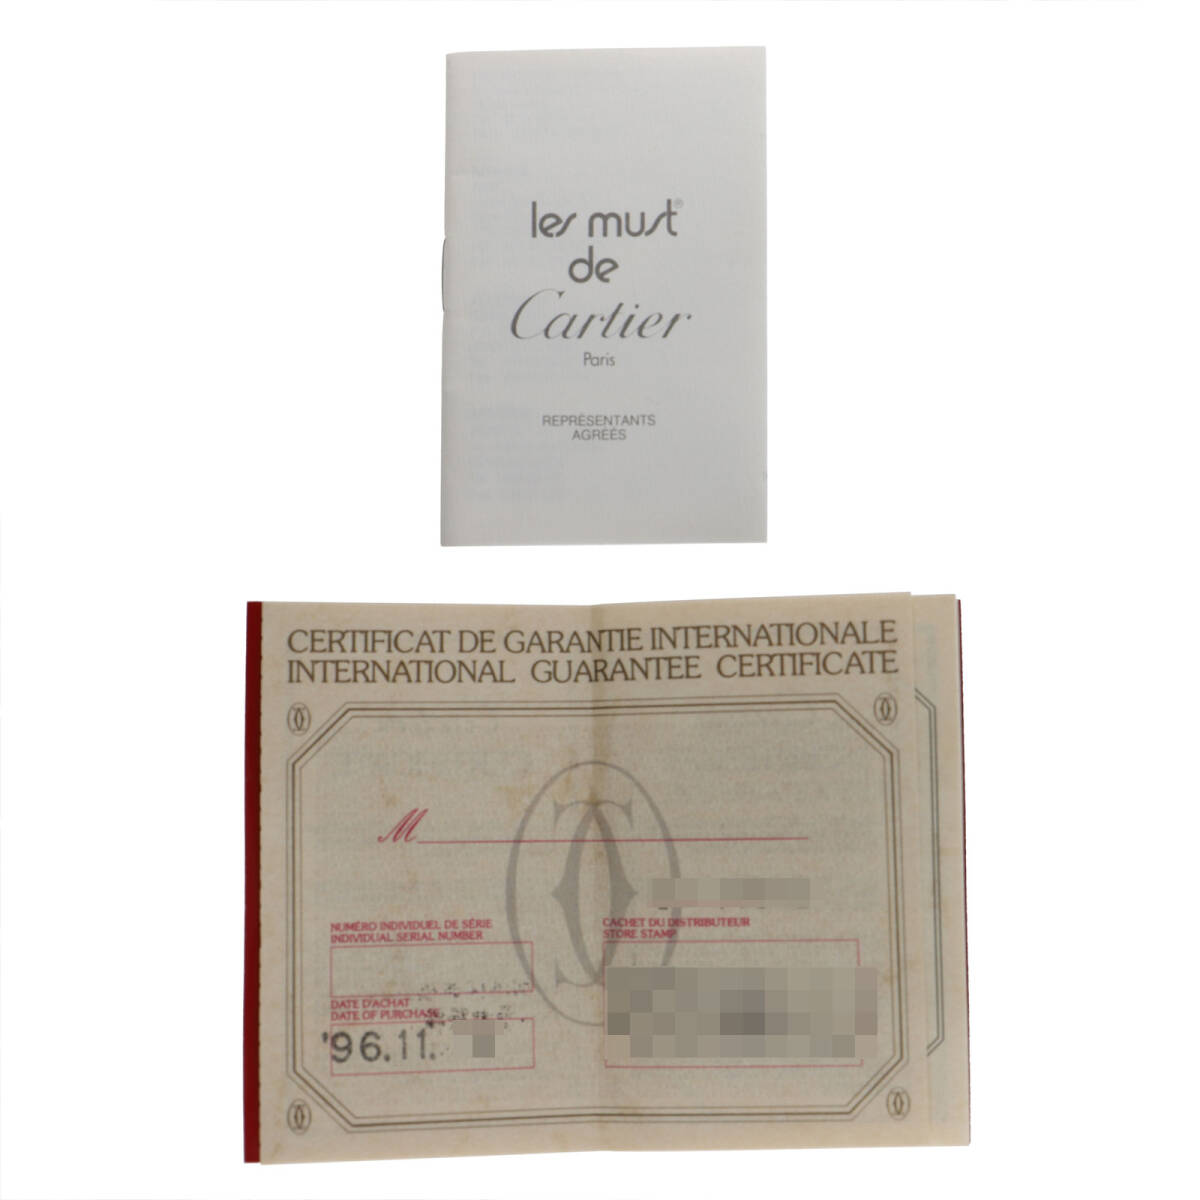 les must®
de
Cartier
Paris
REPRÉSENTANTS
AGRÉÉS
CERTIFICAT DE GARANTIE INTERNATIONALE
INTERNATIONAL GUARANTEE CERTIFICATE
M
NUMÉRO INDIVIDUEL DE SÉRIE
INDIVIDUAL SERIAL NUMBER
CACHET DU DISTRIBUTEUR
STORE STAMP
DATE D'ACHAT
DATE OF PURCHASE
'96.11.